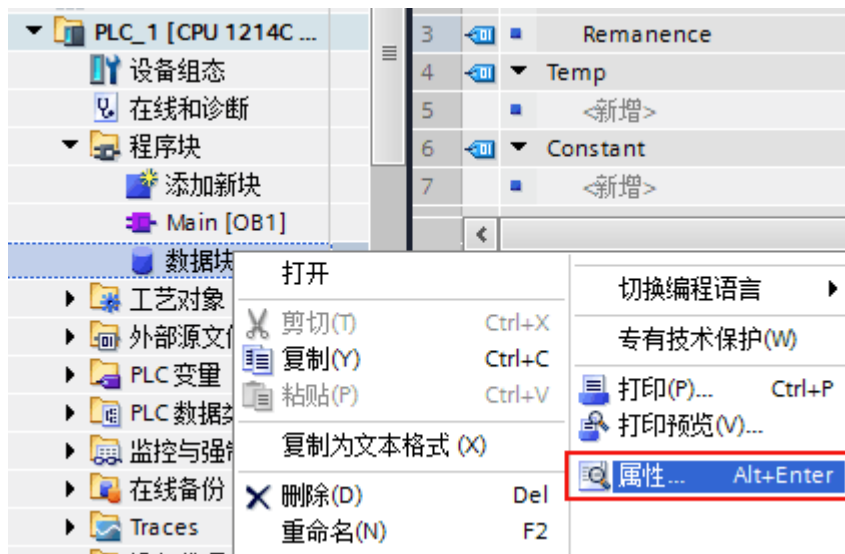 PLC_1 [CPU 1214C ...
设备组态
在线和诊断
程序块
添加新块
Main [OB1]
数据块
工艺对象
外部源文
PLC 变量
PLC 数据
监控与强
在线备份
Traces
3 Remanence
4 Temp
5 <新增>
6 Constant
7 <新增>
打开
剪切(T) Ctrl+X
复制(Y) Ctrl+C
粘贴(P) Ctrl+V
复制为文本格式 (X)
删除(D) Del
重命名(N) F2
切换编程语言
专有技术保护(W)
打印(P)... Ctrl+P
打印预览(V)...
属性... Alt+Enter